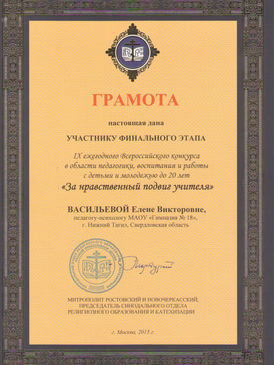 ГРАМОТА
настоящая дана
УЧАСТНИКУ ФИНАЛЬНОГО ЭТАПА
IX ежегодного Всероссийского конкурса
в области педагогики, воспитания и работы
с детьми и молодежью до 20 лет
«За нравственный подвиг учителя»
ВАСИЛЬЕВОЙ Елене Викторовне,
педагогу-психологу МАОУ «Гимназия № 18»,
г. Нижний Тагил, Свердловская область
МИТРОПОЛИТ РОСТОВСКИЙ И НОВОЧЕРКАССКИЙ,
ПРЕДСЕДАТЕЛЬ СИНОДАЛЬНОГО ОТДЕЛА
РЕЛИГИОЗНОГО ОБРАЗОВАНИЯ И КАТЕХИЗАЦИИ
г. Москва, 2015 г.